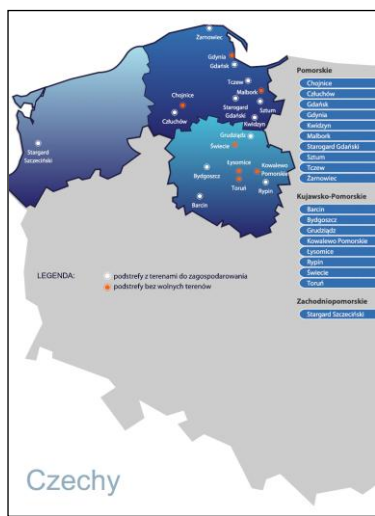 Żarnowiec
Gdynia
Gdańsk
Tczew
Chojnice
Malbork
Starogard
Gdański
Sztum
Człuchów
Kwidzyn
Grudziądz
Świecie
Stargard
Szczeciński
Łysomice
Kowalewo
Pomorskie
Bydgoszcz
Toruń
Rypin
Barcin
LEGENDA:
podstrefy z terenami do zagospodarowania
podstrefy bez wolnych terenów
Czechy
Pomorskie
Chojnice
Człuchów
Gdańsk
Gdynia
Kwidzyn
Malbork
Starogard Gdański
Sztum
Tczew
Żarnowiec
Kujawsko-Pomorskie
Barcin
Bydgoszcz
Grudziądz
Kowalewo Pomorskie
Łysomice
Rypin
Świecie
Toruń
Zachodniopomorskie
Stargard Szczeciński